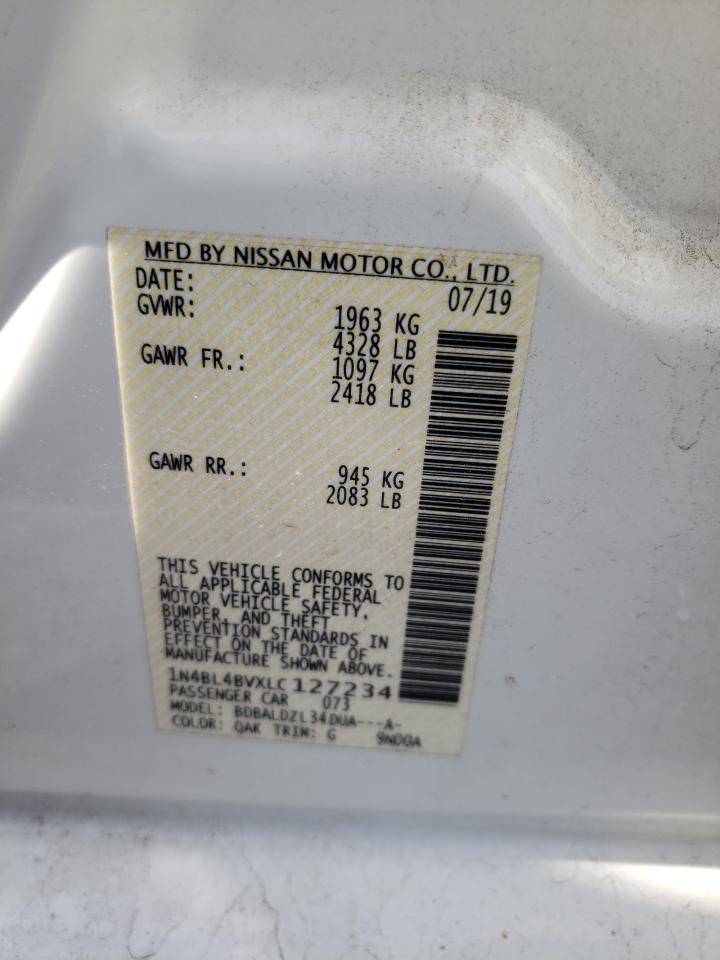 MFD BY NISSAN MOTOR CO., LTD.
DATE: 07/19
GVWR: 1963 KG
4328 LB
GAWR FR.: 1097 KG
2418 LB
GAWR RR.: 945 KG
2083 LB
THIS VEHICLE CONFORMS TO
ALL APPLICABLE FEDERAL
MOTOR VEHICLE SAFETY,
BUMPER, AND THEFT
PREVENTION STANDARDS IN
EFFECT ON THE DATE OF
MANUFACTURE SHOWN ABOVE.
1N4BL4BVXLC127234
PASSENGER CAR 073
MODEL: BDBALDZL34DUA---A-
COLOR: QAK TRIM: G 9N00A